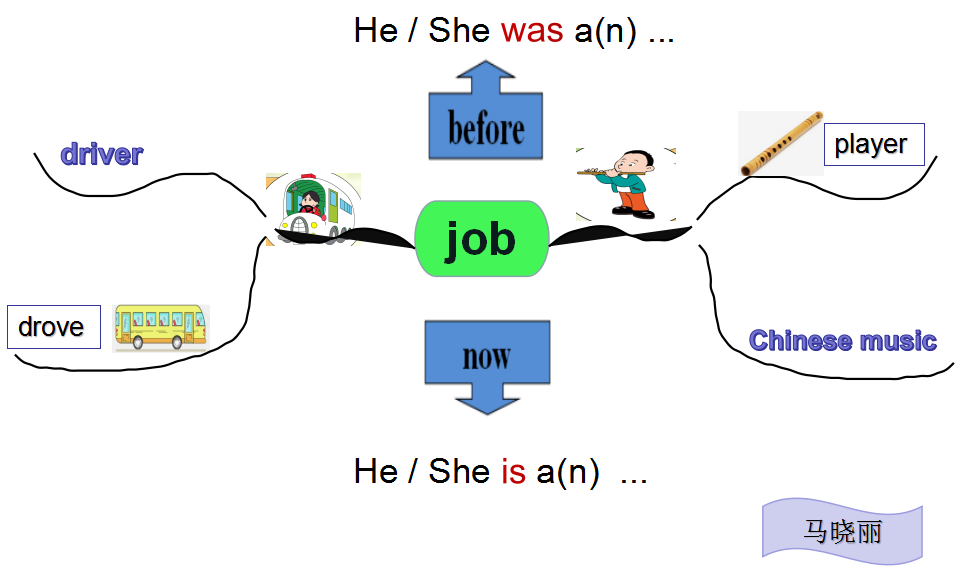 He / She was a(n) ...
before
driver
player
job
drove
now
Chinese music
He / She is a(n) ...
马晓丽